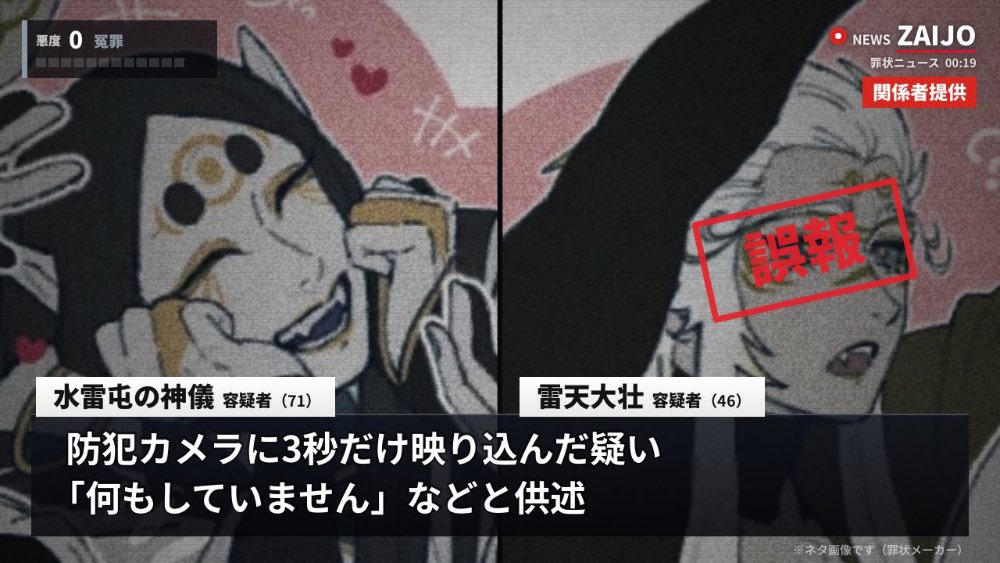 悪度 0 冤罪
NEWS ZAIJO
罪状ニュース 00:19
関係者提供
誤報
水雷屯の神儀 容疑者（71）
雷天大壮 容疑者（46）
防犯カメラに3秒だけ映り込んだ疑い
「何もしていません」などと供述
※ネタ画像です（罪状メーカー）